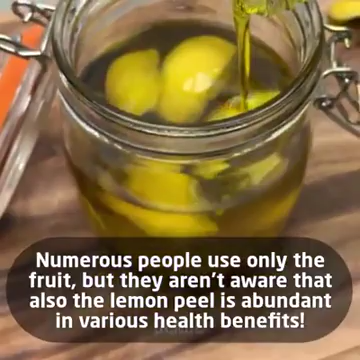 Numerous people use only the
fruit, but they aren't aware that
also the lemon peel is abundant
in various health benefits!